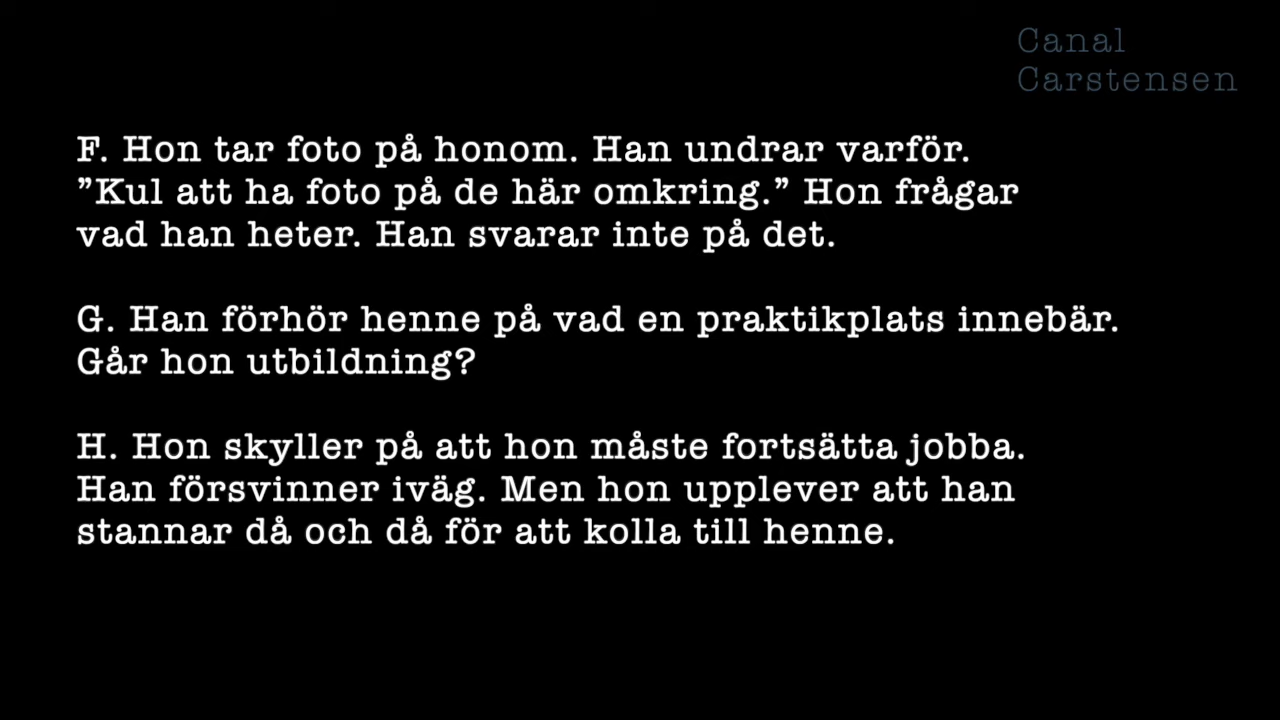 Canal
Carstensen
F. Hon tar foto på honom. Han undrar varför.
”Kul att ha foto på de här omkring.” Hon frågar
vad han heter. Han svarar inte på det.
G. Han förhör henne på vad en praktikplats innebär.
Går hon utbildning?
H. Hon skyller på att hon måste fortsätta jobba.
Han försvinner iväg. Men hon upplever att han
stannar då och då för att kolla till henne.